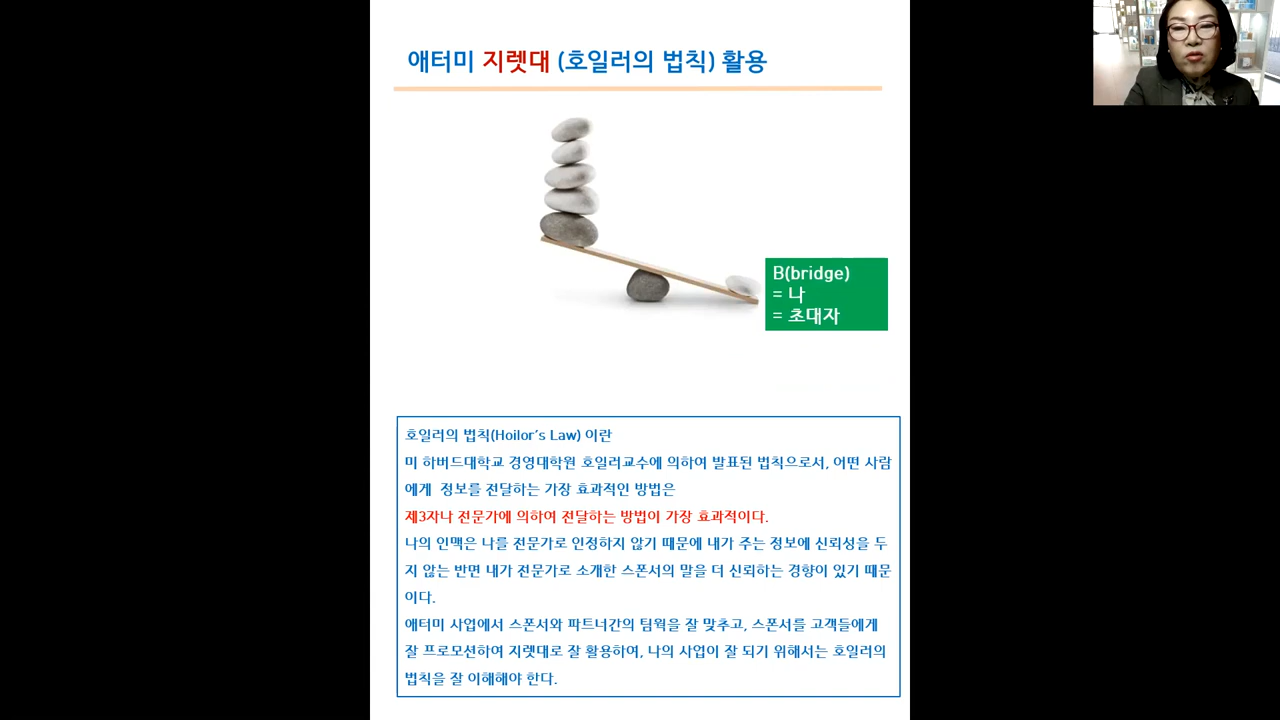 애터미 지렛대 (호일러의 법칙) 활용
B(bridge)
= 나
= 초대자
호일러의 법칙(Hoilor’s Law) 이란
미 하버드대학교 경영대학원 호일러교수에 의하여 발표된 법칙으로서, 어떤 사람
에게 정보를 전달하는 가장 효과적인 방법은
제3자나 전문가에 의하여 전달하는 방법이 가장 효과적이다.
나의 인맥은 나를 전문가로 인정하지 않기 때문에 내가 주는 정보에 신뢰성을 두
지 않는 반면 내가 전문가로 소개한 스폰서의 말을 더 신뢰하는 경향이 있기 때문
이다.
애터미 사업에서 스폰서와 파트너간의 팀웍을 잘 맞추고, 스폰서를 고객들에게
잘 프로모션하여 지렛대로 잘 활용하여, 나의 사업이 잘 되기 위해서는 호일러의
법칙을 잘 이해해야 한다.